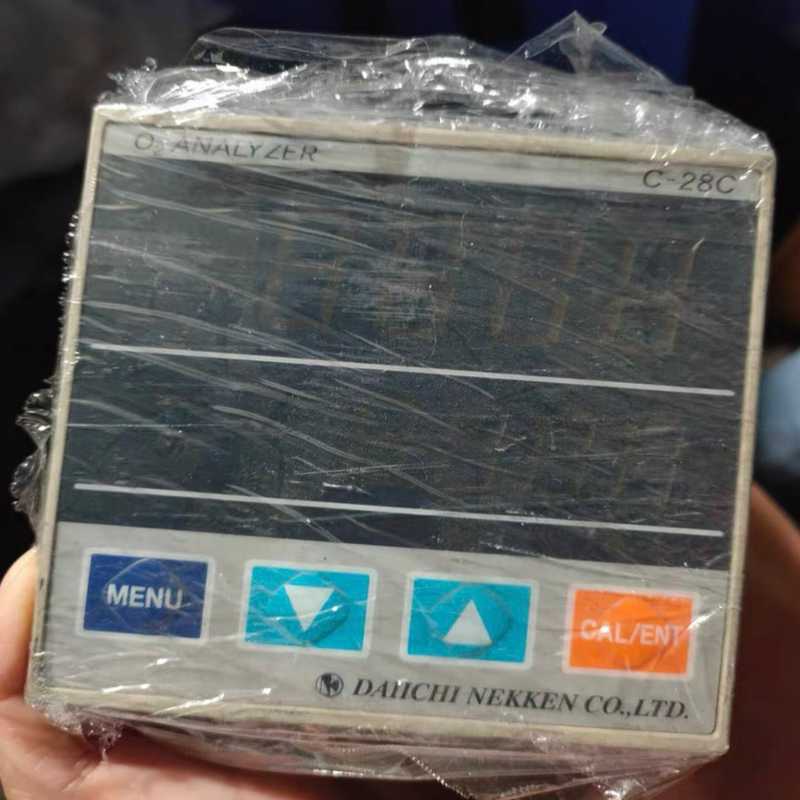 O₂ ANALYZER
C-28C
MENU
CAL/ENT
DAIICHI NEKKEN CO.,LTD.